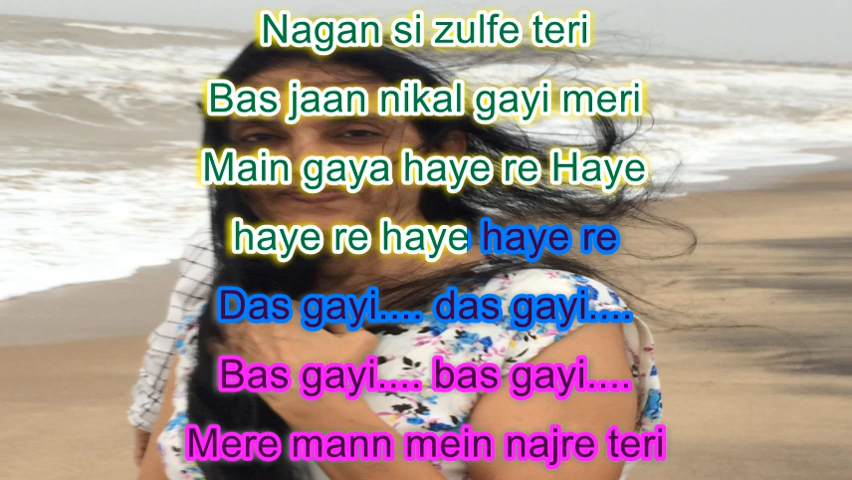 Nagan si zulfe teri
Bas jaan nikal gayi meri
Main gaya haye re Haye
haye re haye haye re
Das gayi.... das gayi....
Bas gayi.... bas gayi....
Mere mann mein najre teri